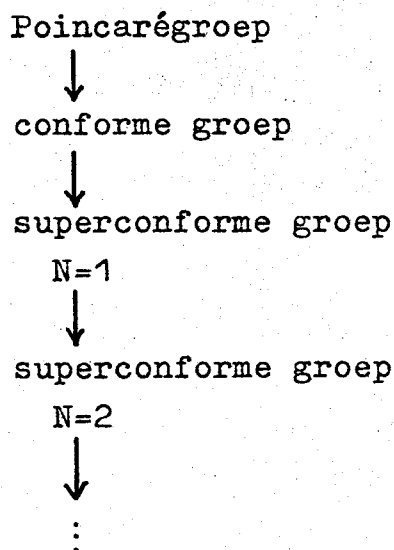 Poincarégroep
conforme groep
superconforme groep
N=1
superconforme groep
N=2
⋮